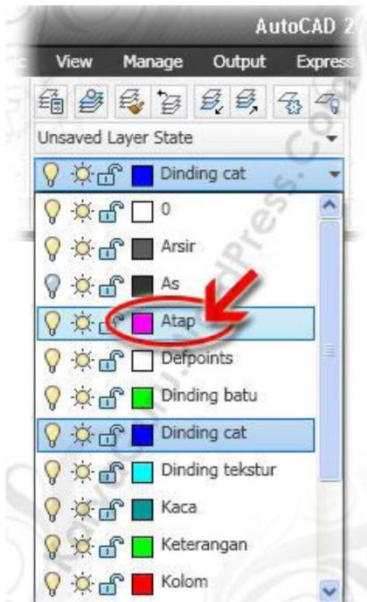 AutoCAD 2
View Manage Output Express
Unsaved Layer State
Dinding cat
0
Arsir
As
Atap
Defpoints
Dinding batu
Dinding cat
Dinding tekstur
Kaca
Keterangan
Kolom